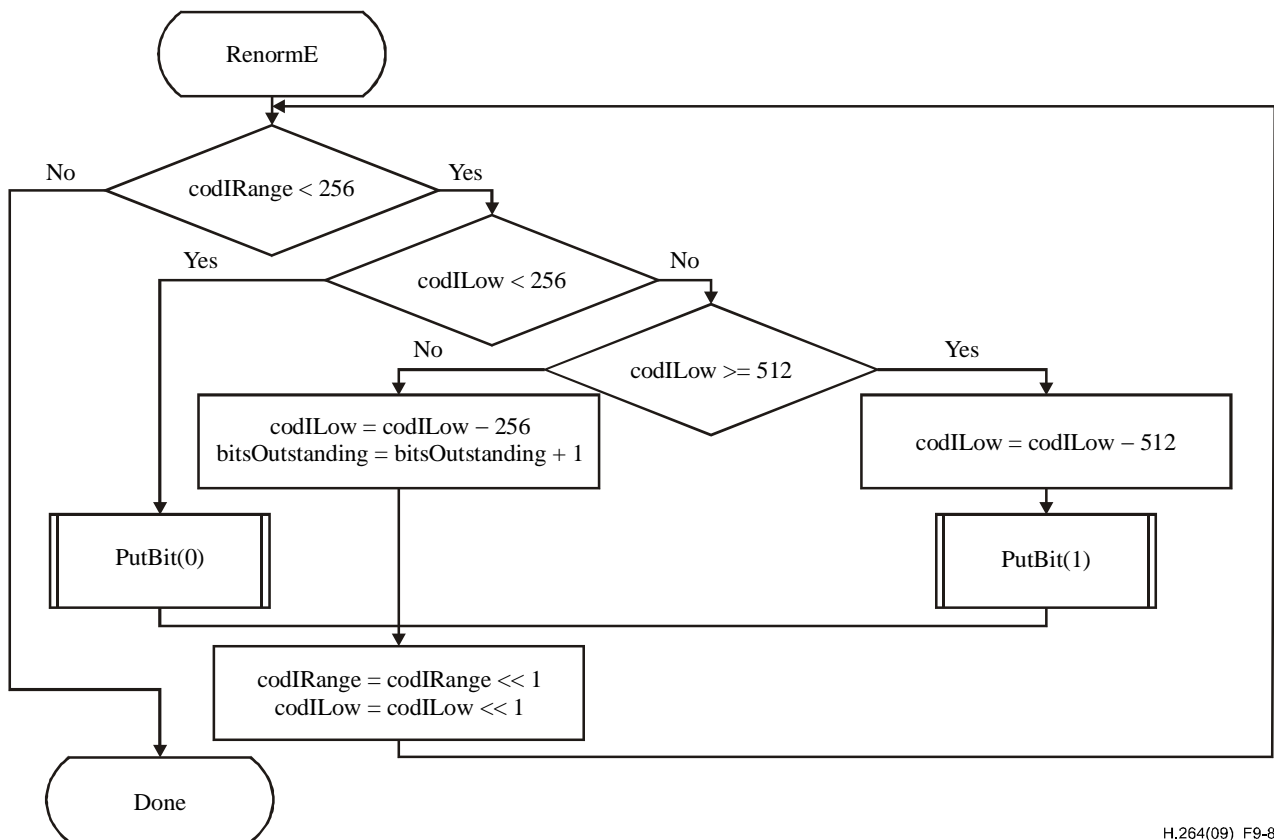 RenormE
No
codIRange < 256
Yes
Yes
codILow < 256
No
No
codILow >= 512
Yes
codILow = codILow – 256
bitsOutstanding = bitsOutstanding + 1
codILow = codILow – 512
PutBit(0)
PutBit(1)
codIRange = codIRange << 1
codILow = codILow << 1
Done
H.264(09)_F9-8